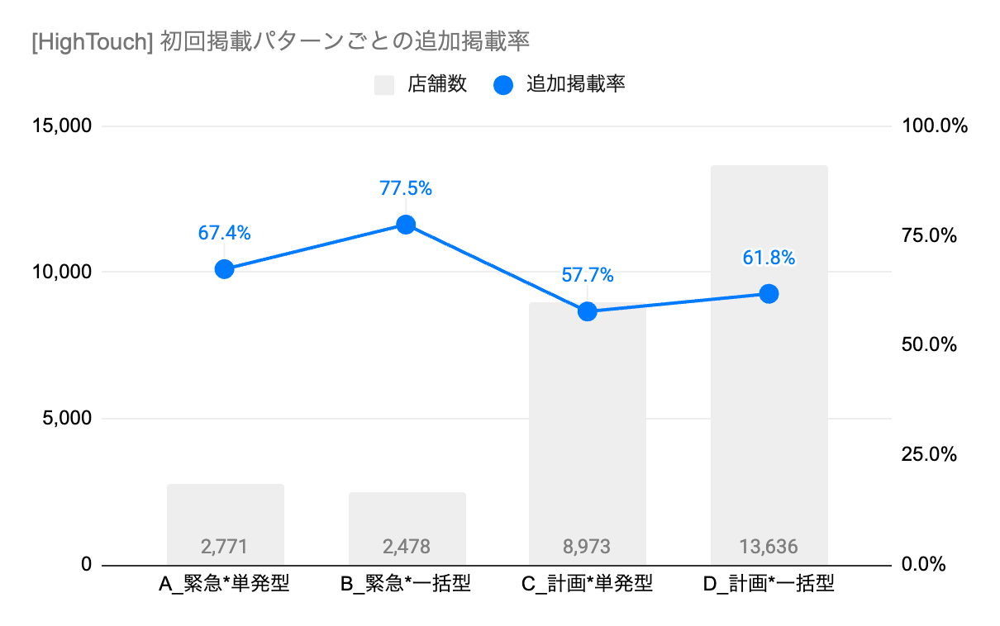 [HighTouch] 初回掲載パターンごとの追加掲載率
店舗数 追加掲載率
15,000 100.0%
77.5%
67.4%
75.0%
61.8%
10,000 57.7%
50.0%
5,000
25.0%
2,771 2,478 8,973 13,636
0 0.0%
A_緊急*単発型 B_緊急*一括型 C_計画*単発型 D_計画*一括型